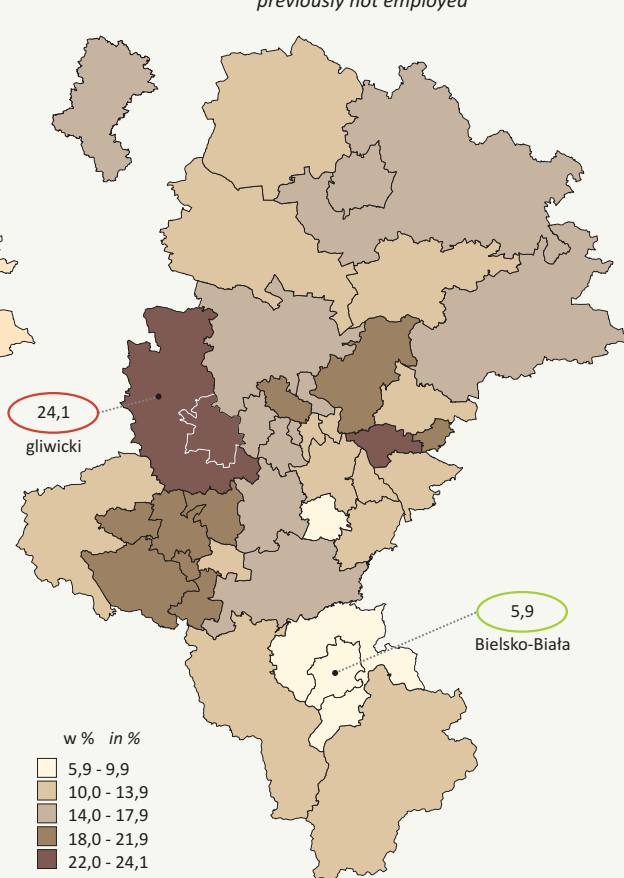 previously not employed
24,1
gliwicki
5,9
Bielsko-Biała
w % in %
5,9 - 9,9
10,0 - 13,9
14,0 - 17,9
18,0 - 21,9
22,0 - 24,1